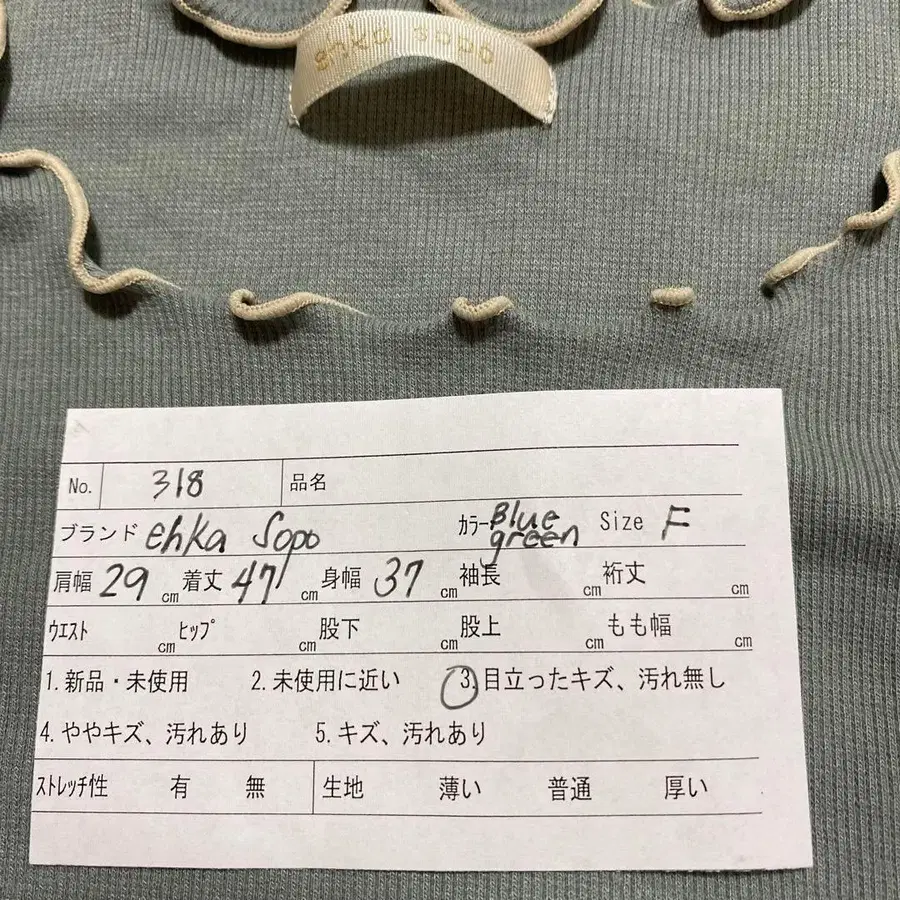 ehka sopo
No. 318 品名
ブランド ehka Sopo カラー Blue green Size F
肩幅 29 cm 着丈 47 cm 身幅 37 cm 袖長 cm 裄丈 cm
ウエスト cm ヒップ cm 股下 cm 股上 cm もも幅 cm
1. 新品・未使用 2. 未使用に近い 3. 目立ったキズ、汚れ無し
4. ややキズ、汚れあり 5. キズ、汚れあり
ストレッチ性 有 無 生地 薄い 普通 厚い